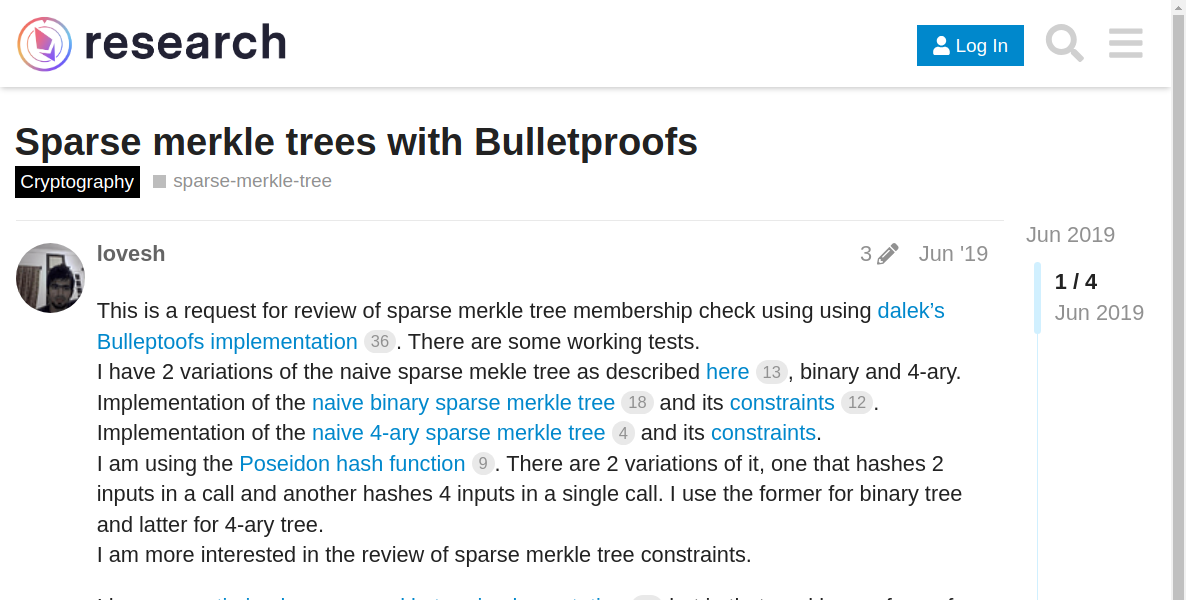 research
Log In
Sparse merkle trees with Bulletproofs
Cryptography sparse-merkle-tree
lovesh 3 Jun '19
This is a request for review of sparse merkle tree membership check using using dalek’s
Bulleptoofs implementation 36. There are some working tests.
I have 2 variations of the naive sparse mekle tree as described here 13, binary and 4-ary.
Implementation of the naive binary sparse merkle tree 18 and its constraints 12.
Implementation of the naive 4-ary sparse merkle tree 4 and its constraints.
I am using the Poseidon hash function 9. There are 2 variations of it, one that hashes 2
inputs in a call and another hashes 4 inputs in a single call. I use the former for binary tree
and latter for 4-ary tree.
I am more interested in the review of sparse merkle tree constraints.
Jun 2019
1 / 4
Jun 2019